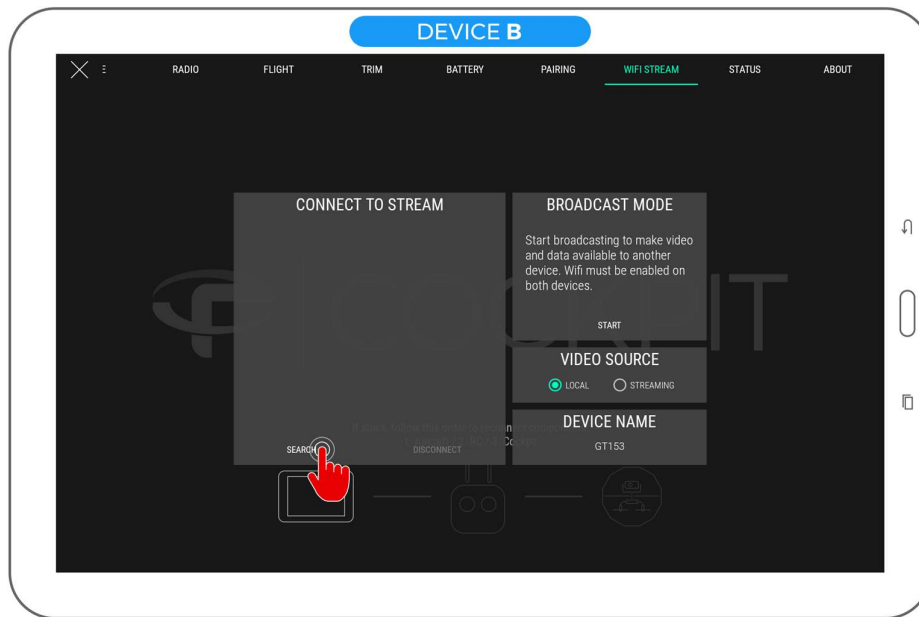 DEVICE B
RADIO
FLIGHT
TRIM
BATTERY
PAIRING
WIFI STREAM
STATUS
ABOUT
CONNECT TO STREAM
SEARCH
DISCONNECT
BROADCAST MODE
Start broadcasting to make video
and data available to another
device. Wifi must be enabled on
both devices.
START
VIDEO SOURCE
LOCAL
STREAMING
DEVICE NAME
GT153
COCKPIT